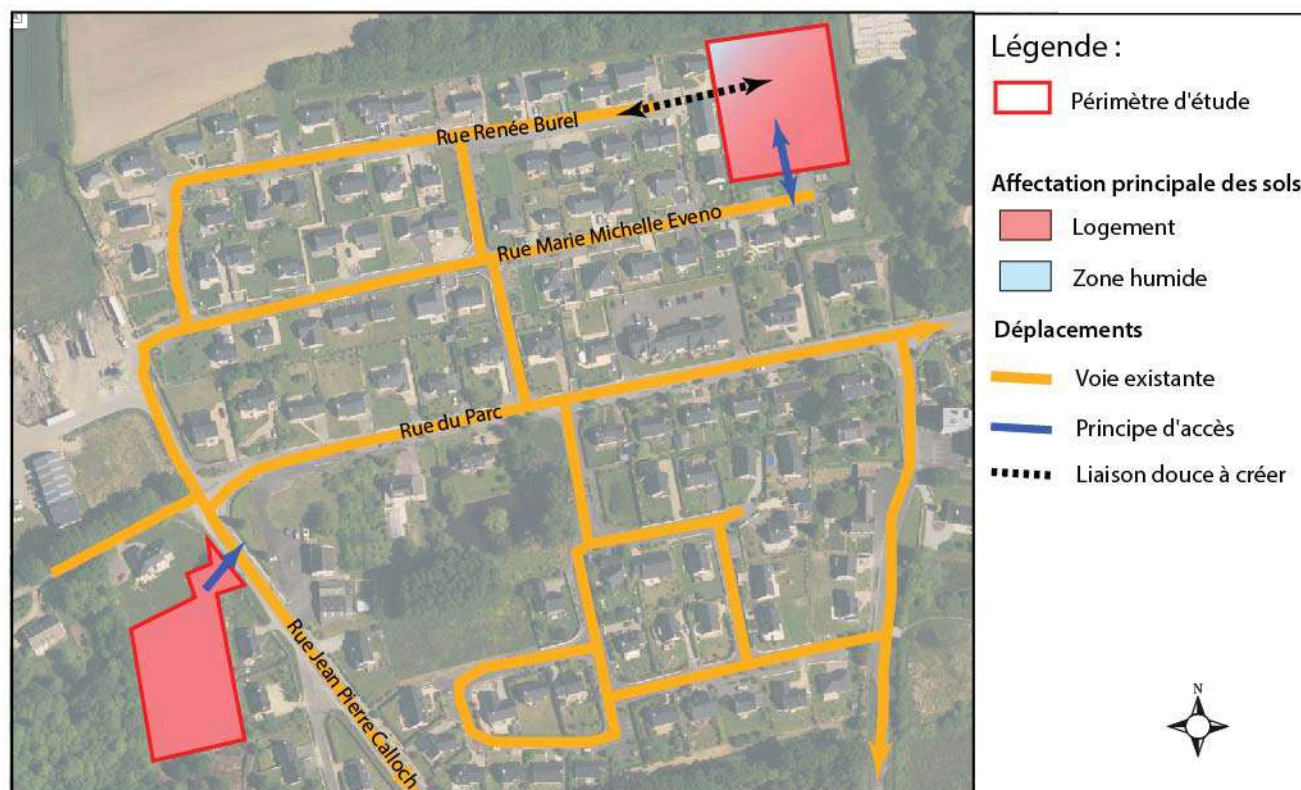 Rue Renée Burel
Rue Marie Michelle Eveno
Rue du Parc
Rue Jean Pierre Calloch
Légende :
Périmètre d'étude
Affectation principale des sols
Logement
Zone humide
Déplacements
Voie existante
Principe d'accès
Liaison douce à créer
N